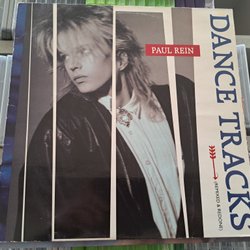 PAUL REIN
DANCE TRACKS
(REMIXED & REEDITED)